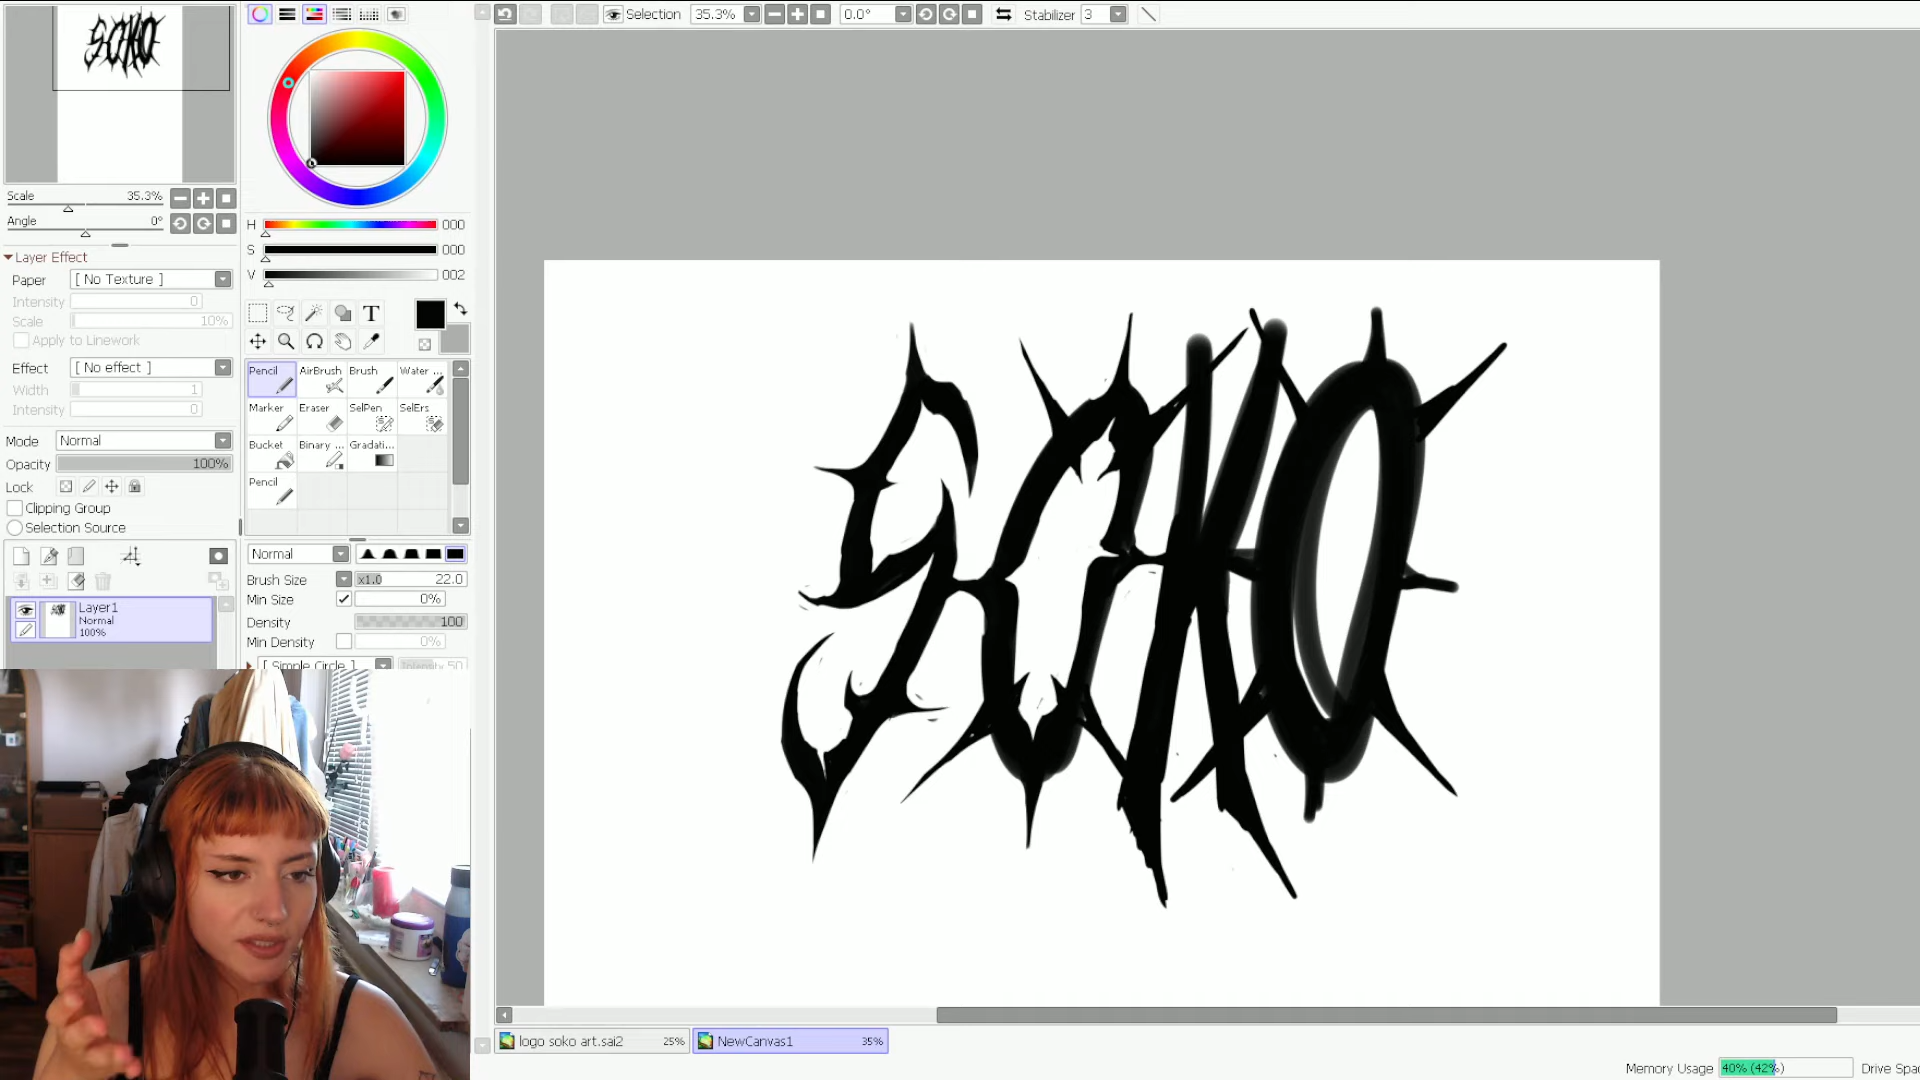 Selection 35.3% 0.0° Stabilizer 3
Scale 35.3%
Angle 0°
Layer Effect
Paper [ No Texture ]
Intensity 0
Scale 10%
Apply to Linework
Effect [ No effect ]
Width 1
Intensity 0
Mode Normal
Opacity 100%
Lock
Clipping Group
Selection Source
Layer1
Normal
100%
H 000
S 000
V 002
T
Pencil AirBrush Brush Water ...
Marker Eraser SelPen SelErs
Bucket Binary ... Gradati...
Pencil
Normal
Brush Size x1.0 22.0
Min Size 0%
Density 100
Min Density 0%
[ Simple Circle ] Intensity 50
SOKO
logo soko art.sai2 25% NewCanvas1 35%
Memory Usage 40% (42%) Drive Spac